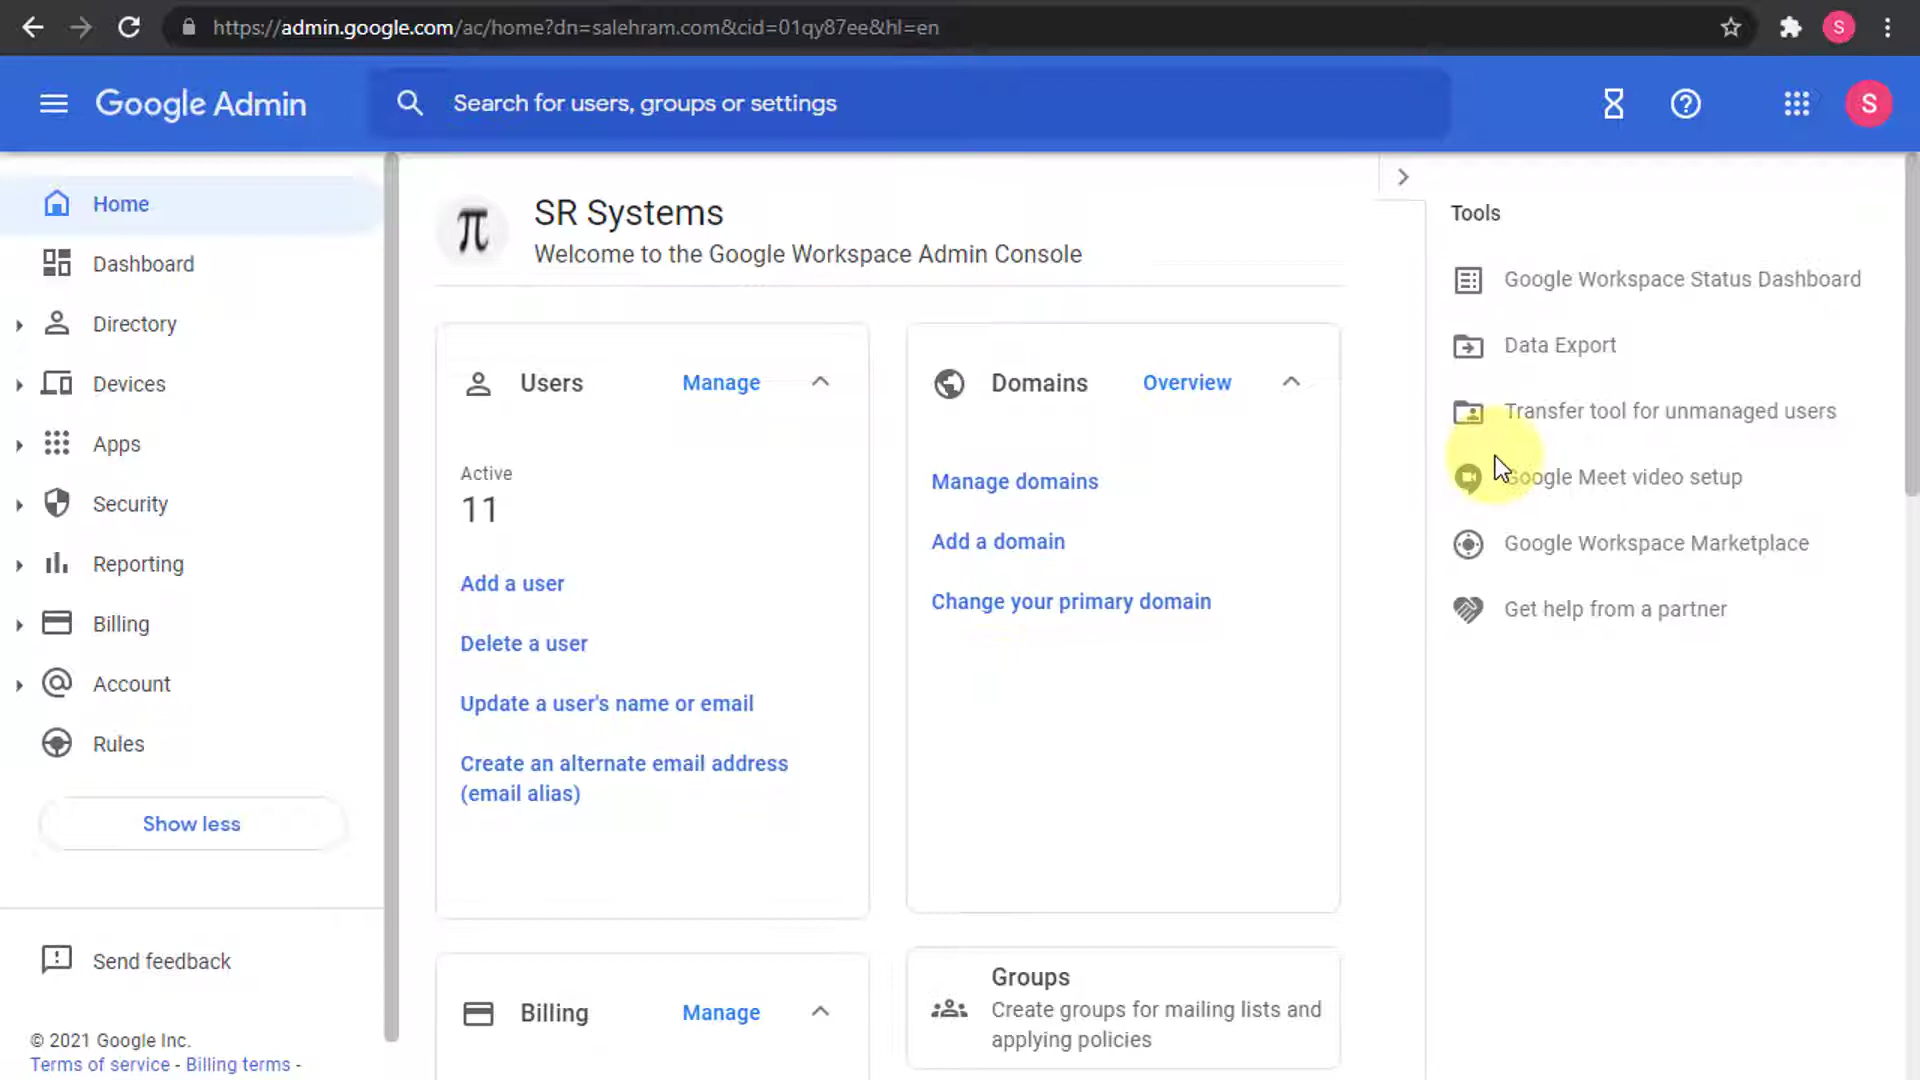 https://admin.google.com/ac/home?dn=salehram.com&cid=01qy87ee&hl=en
S
Google Admin
Search for users, groups or settings
S
Home
Dashboard
Directory
Devices
Apps
Security
Reporting
Billing
Account
Rules
Show less
Send feedback
© 2021 Google Inc.
Terms of service - Billing terms -
π
SR Systems
Welcome to the Google Workspace Admin Console
Users
Manage
Active
11
Add a user
Delete a user
Update a user's name or email
Create an alternate email address
(email alias)
Domains
Overview
Manage domains
Add a domain
Change your primary domain
Billing
Manage
Groups
Create groups for mailing lists and
applying policies
Tools
Google Workspace Status Dashboard
Data Export
Transfer tool for unmanaged users
Google Meet video setup
Google Workspace Marketplace
Get help from a partner